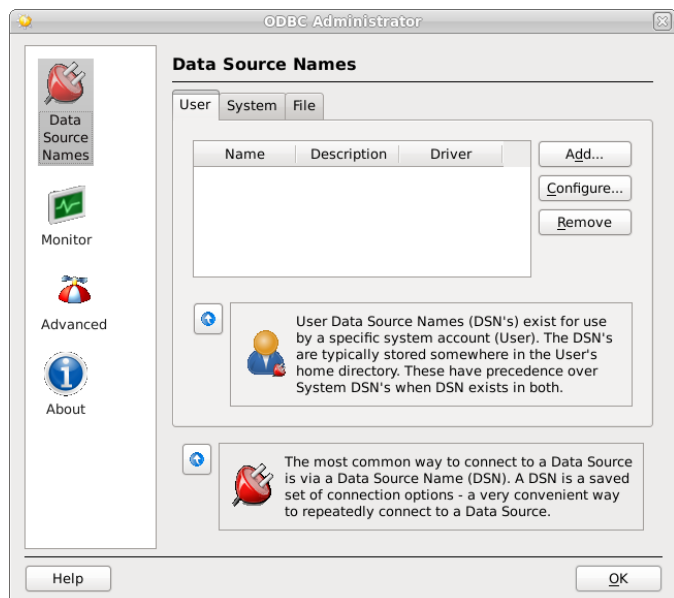 ODBC Administrator
Data
Source
Names
Monitor
Advanced
About
Data Source Names
User System File
Name Description Driver
Add...
Configure...
Remove
User Data Source Names (DSN's) exist for use
by a specific system account (User). The DSN's
are typically stored somewhere in the User's
home directory. These have precedence over
System DSN's when DSN exists in both.
The most common way to connect to a Data Source
is via a Data Source Name (DSN). A DSN is a saved
set of connection options - a very convenient way
to repeatedly connect to a Data Source.
Help
OK